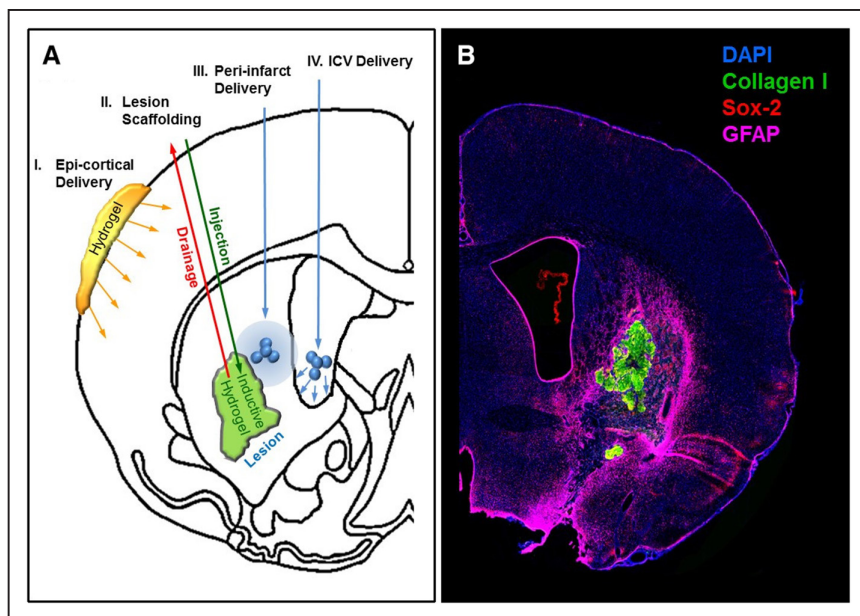 A
III. Peri-infarct
Delivery
IV. ICV Delivery
II. Lesion
Scaffolding
I. Epi-cortical
Delivery
Hydrogel
Drainage
Injection
Inductive
Hydrogel
Lesion
B
DAPI
Collagen I
Sox-2
GFAP